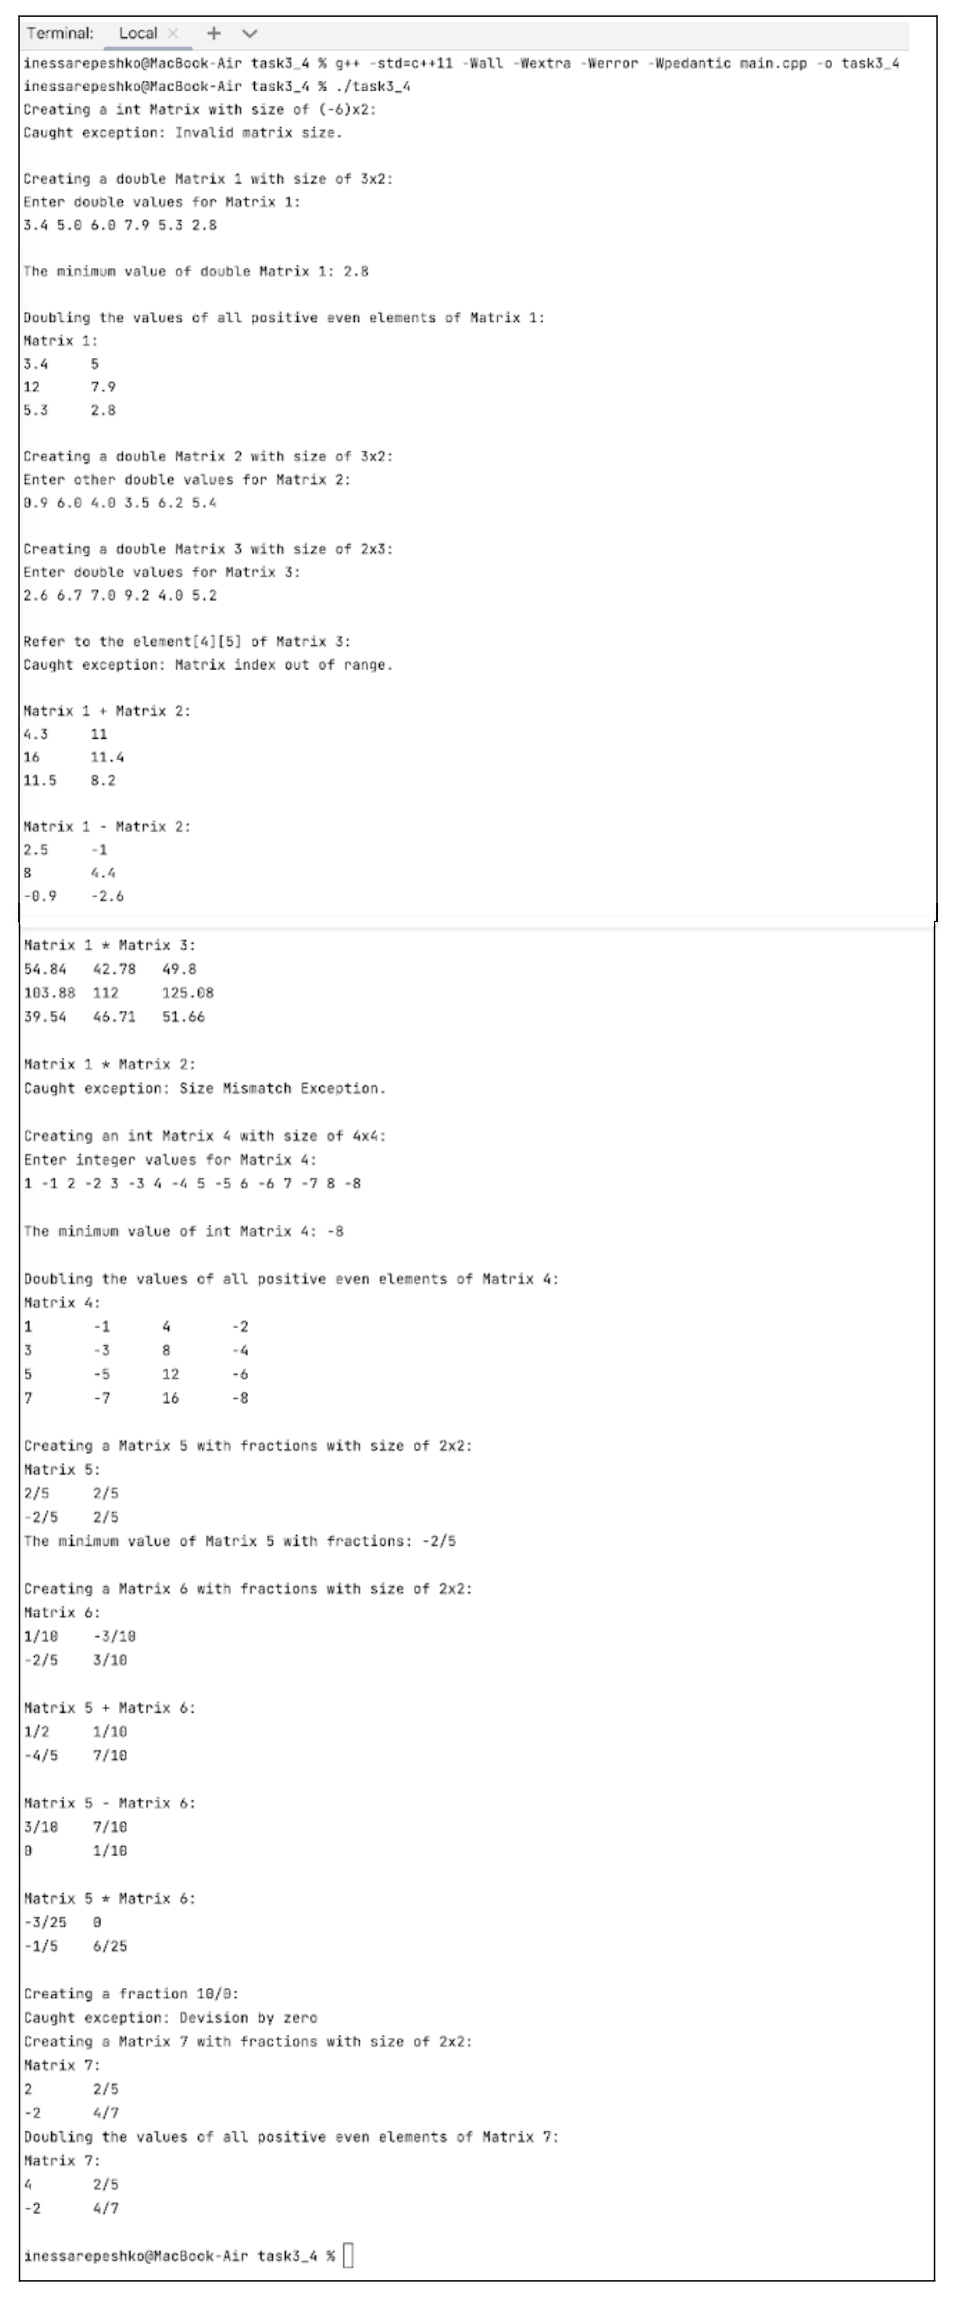 Terminal: Local × +
inessarepeshko@MacBook-Air task3_4 % g++ -std=c++11 -Wall -Wextra -Werror -Wpedantic main.cpp -o task3_4
inessarepeshko@MacBook-Air task3_4 % ./task3_4
Creating a int Matrix with size of (-6)x2:
Caught exception: Invalid matrix size.
Creating a double Matrix 1 with size of 3x2:
Enter double values for Matrix 1:
3.4 5.0 6.0 7.9 5.3 2.8
The minimum value of double Matrix 1: 2.8
Doubling the values of all positive even elements of Matrix 1:
Matrix 1:
3.4 5
12 7.9
5.3 2.8
Creating a double Matrix 2 with size of 3x2:
Enter other double values for Matrix 2:
0.9 6.0 4.0 3.5 6.2 5.4
Creating a double Matrix 3 with size of 2x3:
Enter double values for Matrix 3:
2.6 6.7 7.0 9.2 4.0 5.2
Refer to the element[4][5] of Matrix 3:
Caught exception: Matrix index out of range.
Matrix 1 + Matrix 2:
4.3 11
16 11.4
11.5 8.2
Matrix 1 - Matrix 2:
2.5 -1
8 4.4
-0.9 -2.6
Matrix 1 * Matrix 3:
54.84 42.78 49.8
103.88 112 125.08
39.54 46.71 51.66
Matrix 1 * Matrix 2:
Caught exception: Size Mismatch Exception.
Creating an int Matrix 4 with size of 4x4:
Enter integer values for Matrix 4:
1 -1 2 -2 3 -3 4 -4 5 -5 6 -6 7 -7 8 -8
The minimum value of int Matrix 4: -8
Doubling the values of all positive even elements of Matrix 4:
Matrix 4:
1 -1 4 -2
3 -3 8 -4
5 -5 12 -6
7 -7 16 -8
Creating a Matrix 5 with fractions with size of 2x2:
Matrix 5:
2/5 2/5
-2/5 2/5
The minimum value of Matrix 5 with fractions: -2/5
Creating a Matrix 6 with fractions with size of 2x2:
Matrix 6:
1/10 -3/10
-2/5 3/10
Matrix 5 + Matrix 6:
1/2 1/10
-4/5 7/10
Matrix 5 - Matrix 6:
3/10 7/10
0 1/10
Matrix 5 * Matrix 6:
-3/25 0
-1/5 6/25
Creating a fraction 10/0:
Caught exception: Devision by zero
Creating a Matrix 7 with fractions with size of 2x2:
Matrix 7:
2 2/5
-2 4/7
Doubling the values of all positive even elements of Matrix 7:
Matrix 7:
4 2/5
-2 4/7
inessarepeshko@MacBook-Air task3_4 %